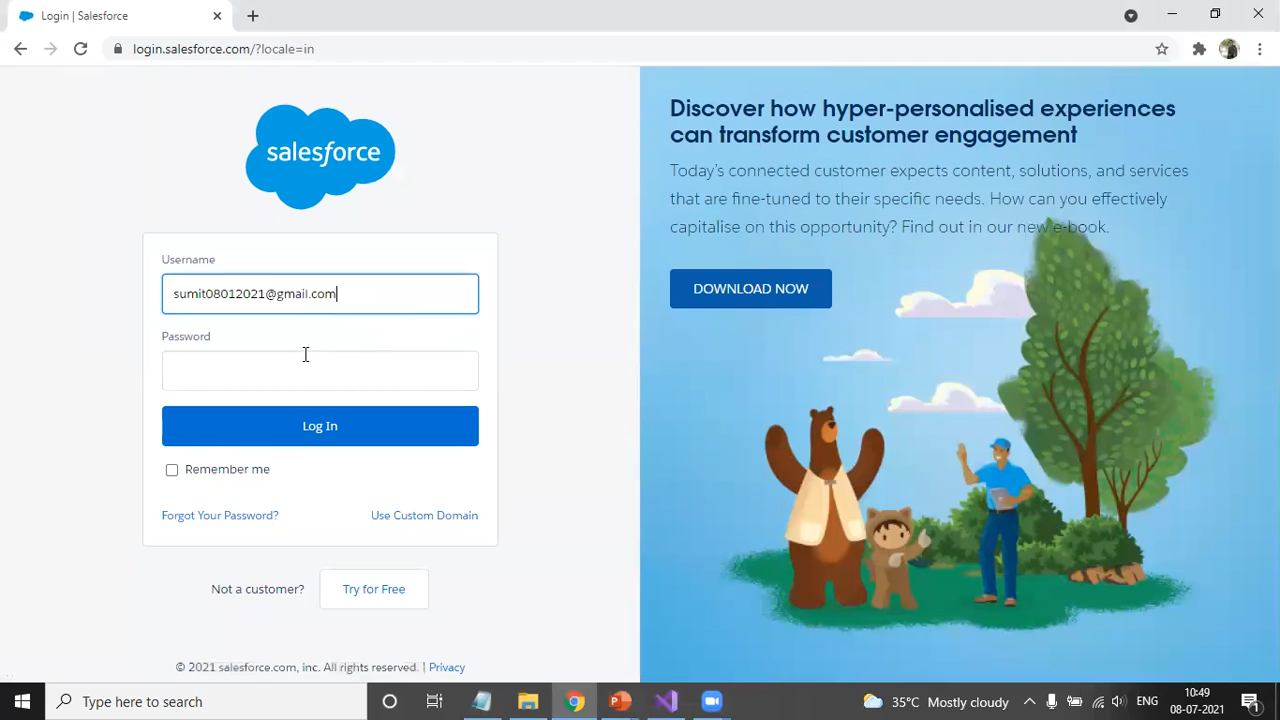 Login | Salesforce
login.salesforce.com/?locale=in
salesforce
Username
sumit08012021@gmail.com
Password
Log In
Remember me
Forgot Your Password?
Use Custom Domain
Not a customer?
Try for Free
© 2021 salesforce.com, inc. All rights reserved. | Privacy
Discover how hyper-personalised experiences
can transform customer engagement
Today's connected customer expects content, solutions, and services
that are fine-tuned to their specific needs. How can you effectively
capitalise on this opportunity? Find out in our new e-book.
DOWNLOAD NOW
Type here to search
35°C Mostly cloudy
ENG
10:49
08-07-2021
1